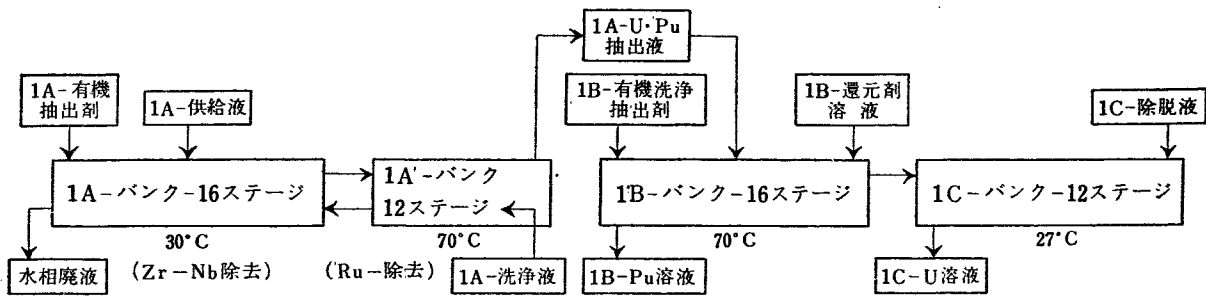 1A-U・Pu
抽出液
1A-有機
抽出剤
1A-供給液
1B-有機洗浄
抽出剤
1B-還元剤
溶液
1C-除脱液
1A-バンク-16ステージ
1A'-バンク
12ステージ
1B-バンク-16ステージ
1C-バンク-12ステージ
30°C
70°C
70°C
27°C
水相廃液
(Zr-Nb除去)
(Ru-除去)
1A-洗浄液
1B-Pu溶液
1C-U溶液